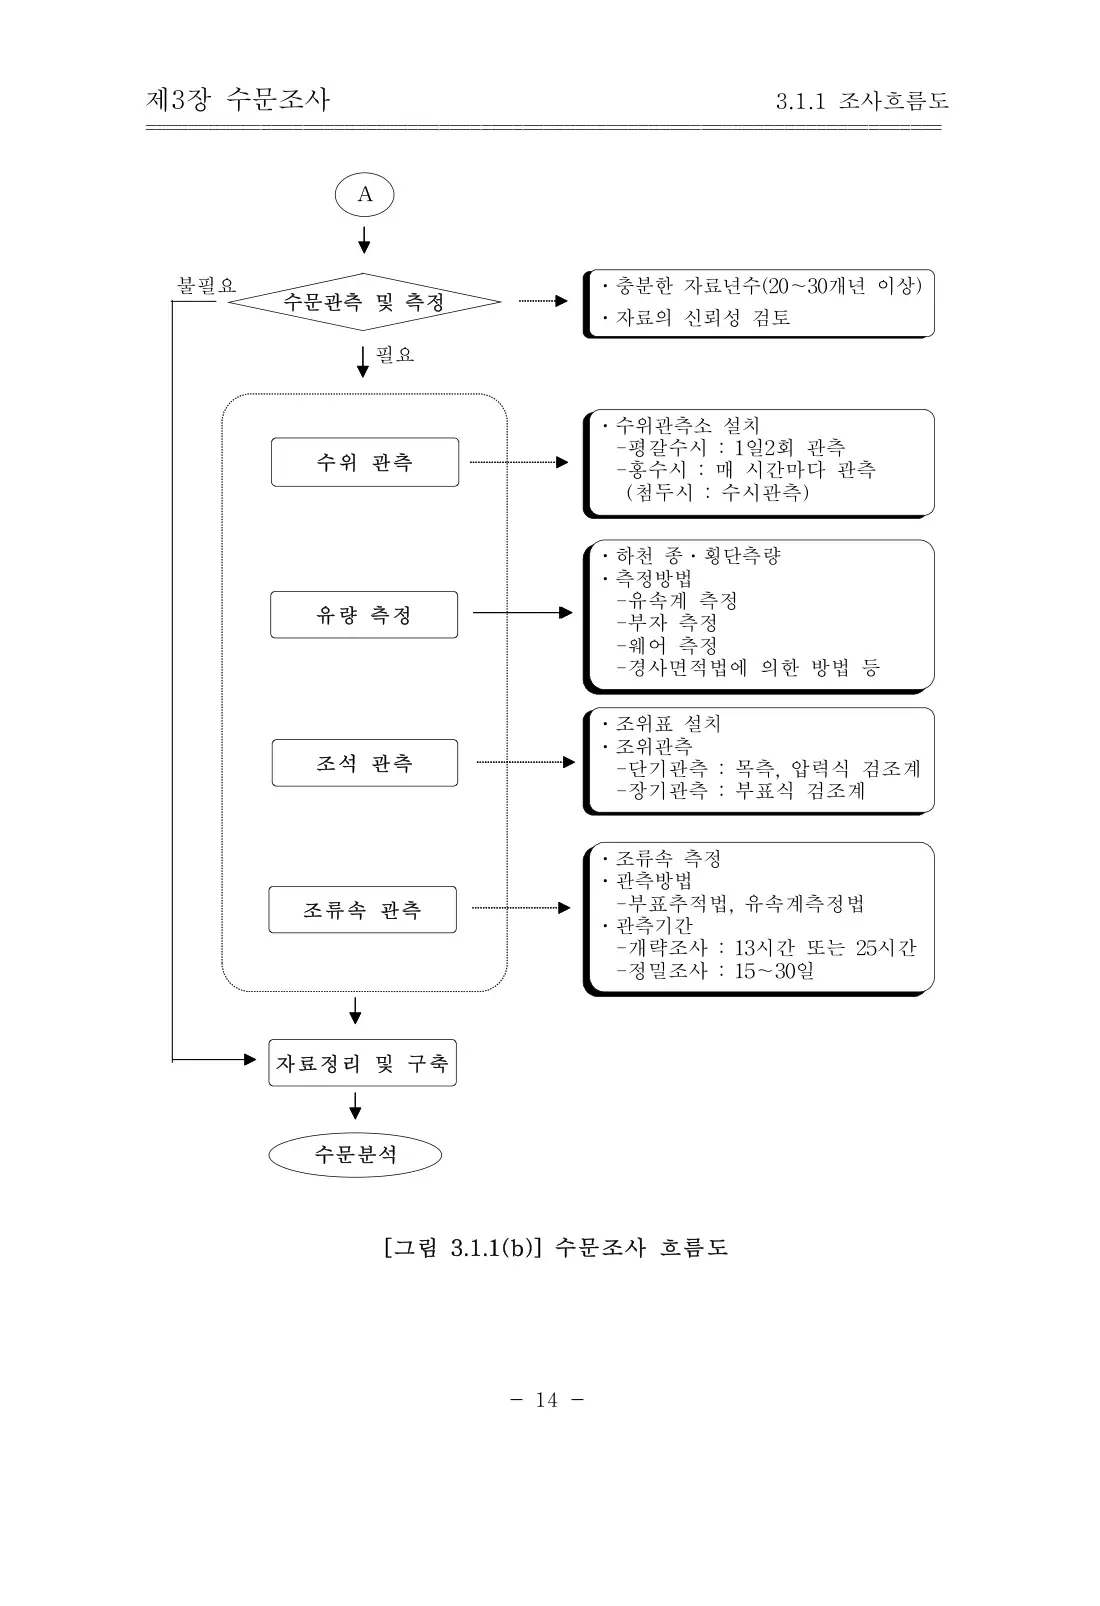 제3장 수문조사
3.1.1 조사흐름도
A
불필요
수문관측 및 측정
·충분한 자료년수(20~30개년 이상)
·자료의 신뢰성 검토
필요
수위 관측
·수위관측소 설치
-평갈수시 : 1일2회 관측
-홍수시 : 매 시간마다 관측
(첨두시 : 수시관측)
유량 측정
·하천 종·횡단측량
·측정방법
-유속계 측정
-부자 측정
-웨어 측정
-경사면적법에 의한 방법 등
조석 관측
·조위표 설치
·조위관측
-단기관측 : 목측, 압력식 검조계
-장기관측 : 부표식 검조계
조류속 관측
·조류속 측정
·관측방법
-부표추적법, 유속계측정법
·관측기간
-개략조사 : 13시간 또는 25시간
-정밀조사 : 15~30일
자료정리 및 구축
수문분석
[그림 3.1.1(b)] 수문조사 흐름도
- 14 -